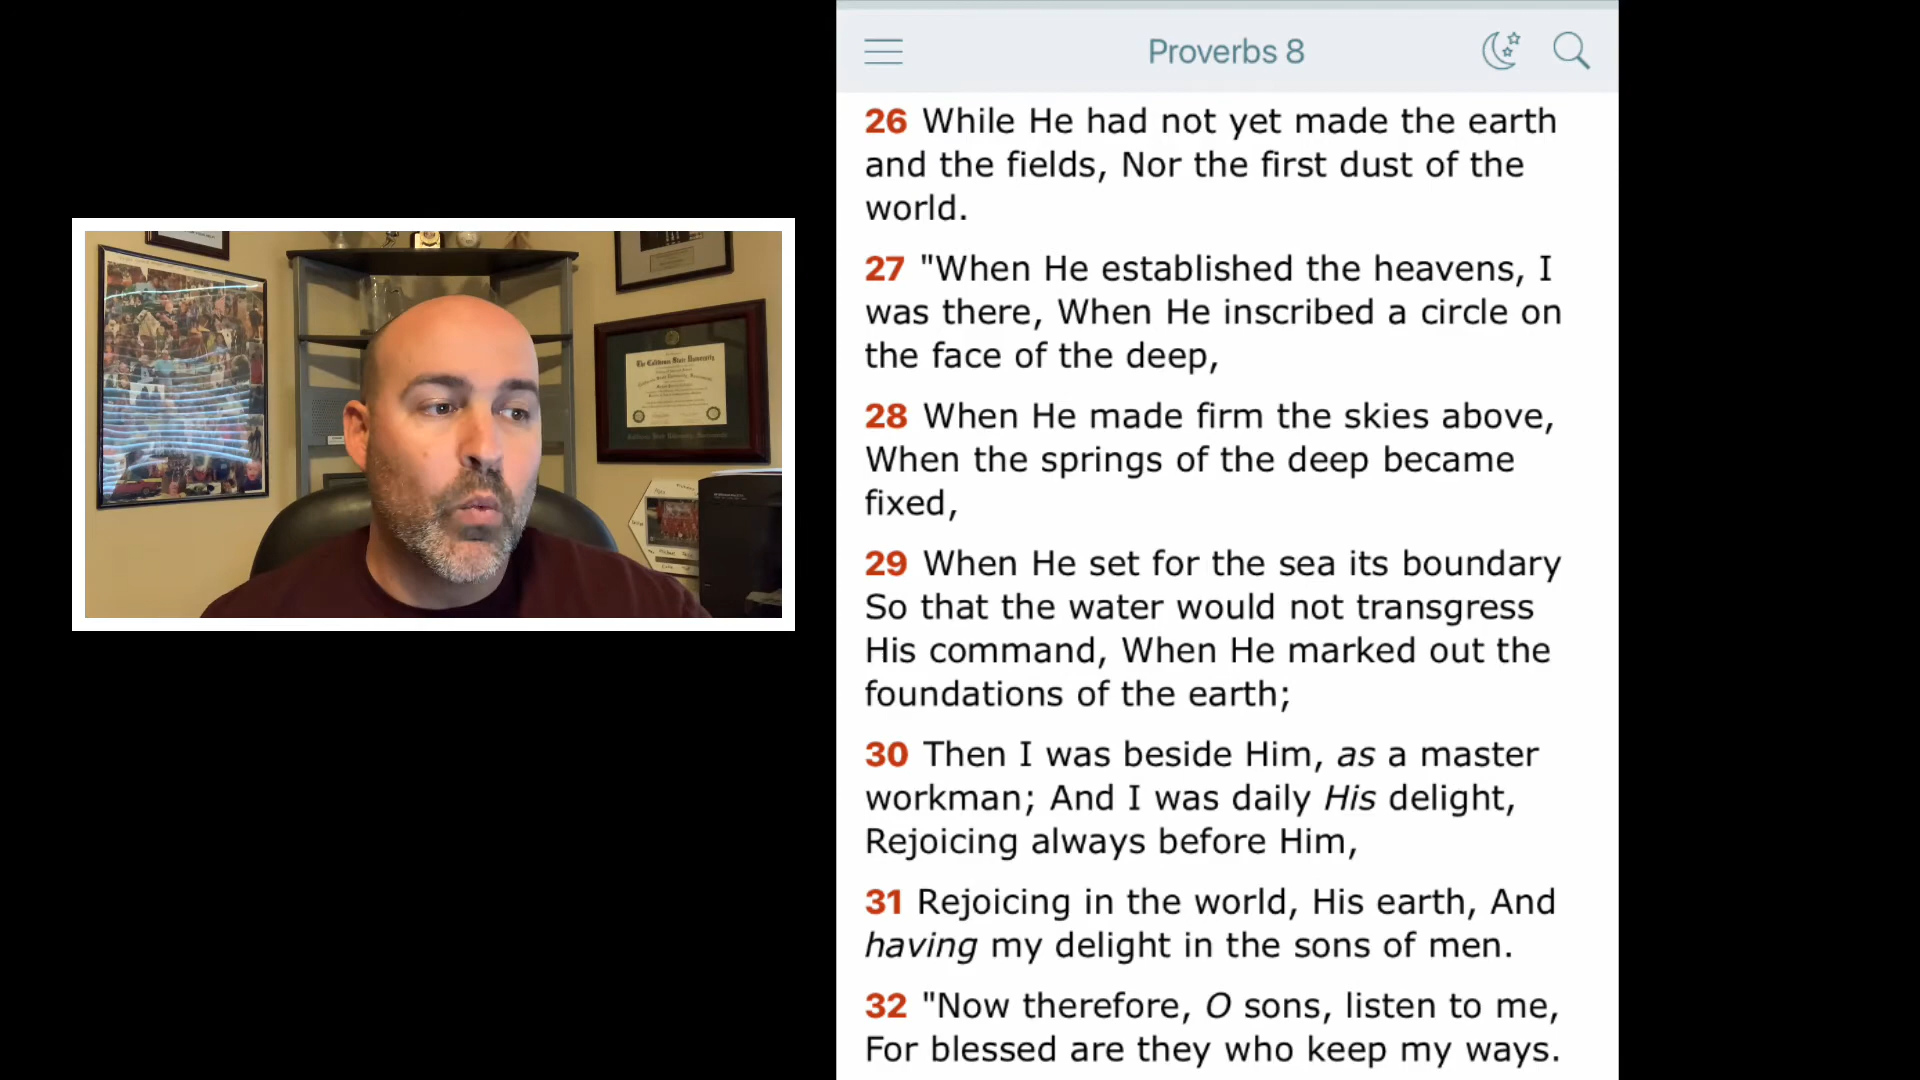 Proverbs 8
26 While He had not yet made the earth
and the fields, Nor the first dust of the
world.
27 "When He established the heavens, I
was there, When He inscribed a circle on
the face of the deep,
28 When He made firm the skies above,
When the springs of the deep became
fixed,
29 When He set for the sea its boundary
So that the water would not transgress
His command, When He marked out the
foundations of the earth;
30 Then I was beside Him, as a master
workman; And I was daily His delight,
Rejoicing always before Him,
31 Rejoicing in the world, His earth, And
having my delight in the sons of men.
32 "Now therefore, O sons, listen to me,
For blessed are they who keep my ways.
The California State University